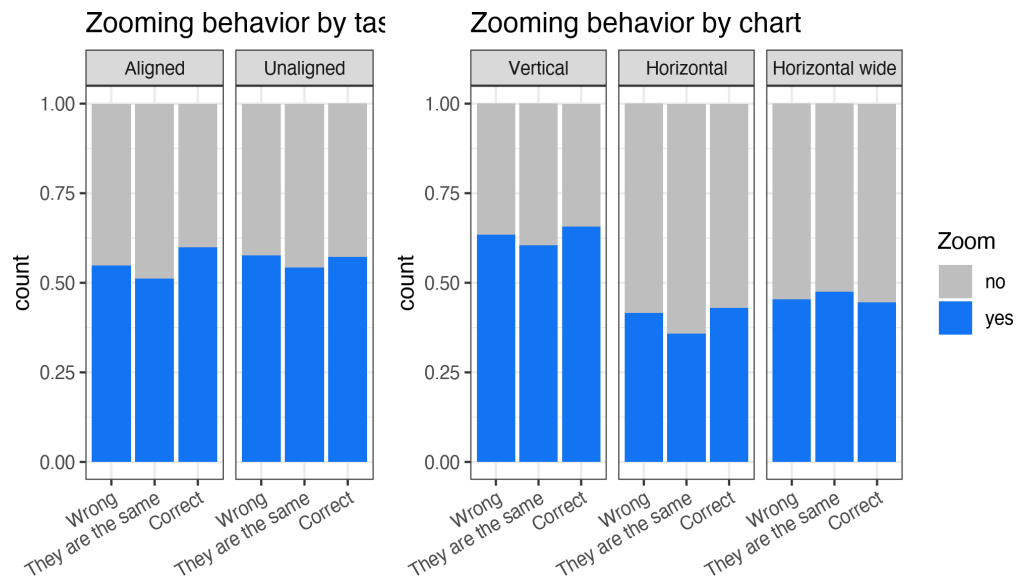 Zooming behavior by tas
Aligned
Unaligned
1.00
0.75
0.50
0.25
0.00
count
Wrong
They are the same
Correct
Wrong
They are the same
Correct
Zooming behavior by chart
Vertical
Horizontal
Horizontal wide
1.00
0.75
0.50
0.25
0.00
count
Wrong
They are the same
Correct
Wrong
They are the same
Correct
Wrong
They are the same
Correct
Zoom
no
yes